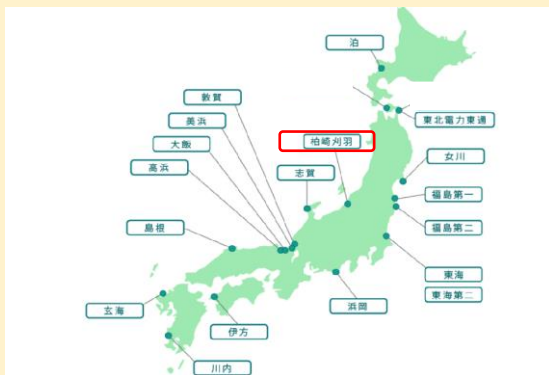 泊
敦賀
美浜
大飯
高浜
柏崎刈羽
志賀
島根
東北電力東通
女川
福島第一
福島第二
東海
東海第二
浜岡
玄海
伊方
川内